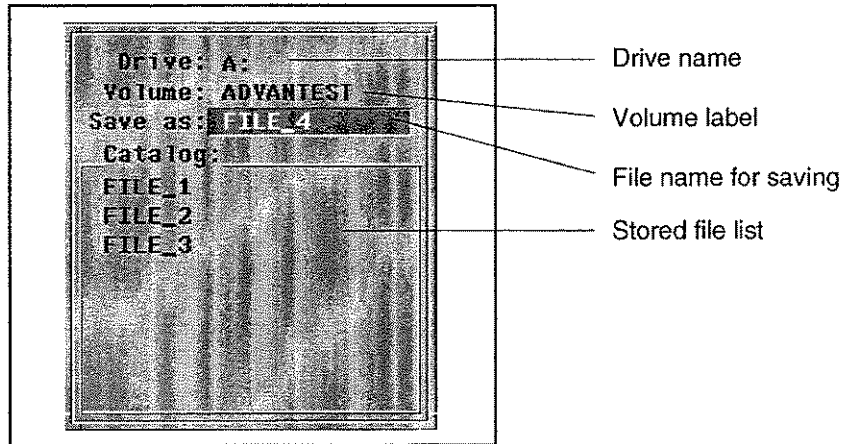 Drive: A:
Volume: ADVANTEST
Save as: FILE_4
Catalog:
FILE_1
FILE_2
FILE_3
Drive name
Volume label
File name for saving
Stored file list